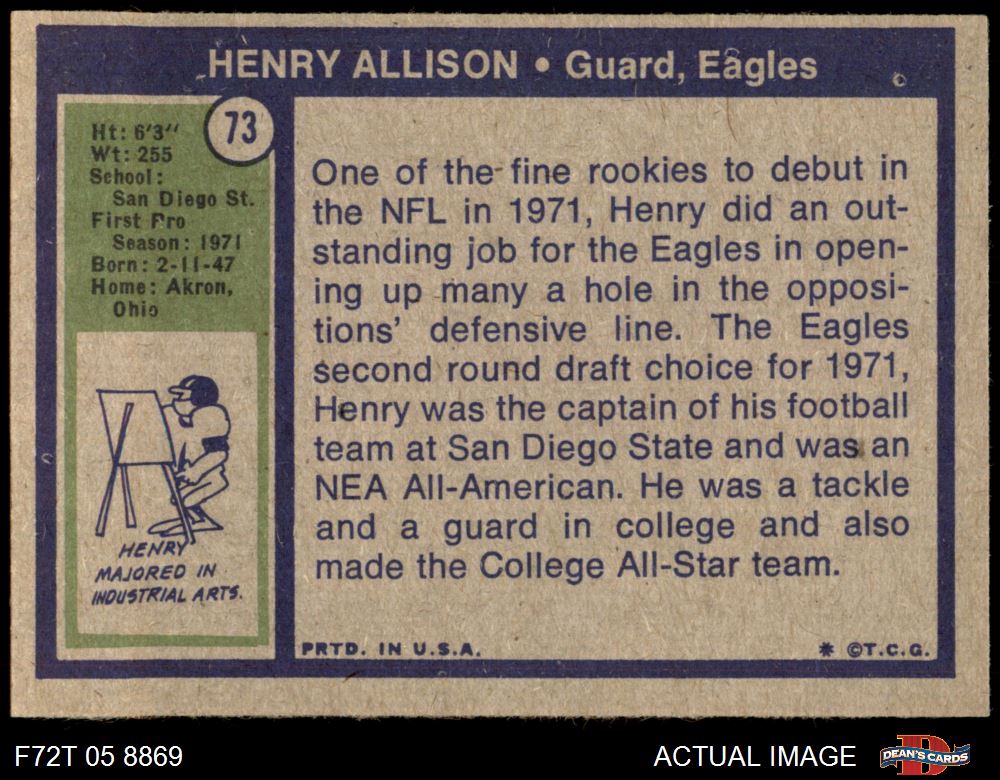 HENRY ALLISON • Guard, Eagles
73
Ht: 6'3''
Wt: 255
School:
San Diego St.
First Pro
Season: 1971
Born: 2-11-47
Home: Akron,
Ohio
HENRY
MAJORED IN
INDUSTRIAL ARTS.
One of the fine rookies to debut in
the NFL in 1971, Henry did an out-
standing job for the Eagles in open-
ing up many a hole in the opposi-
tions' defensive line. The Eagles
second round draft choice for 1971,
Henry was the captain of his football
team at San Diego State and was an
NEA All-American. He was a tackle
and a guard in college and also
made the College All-Star team.
PRTD. IN U.S.A.
* ©T.C.G.
F72T 05 8869
ACTUAL IMAGE
DEAN'S CARDS